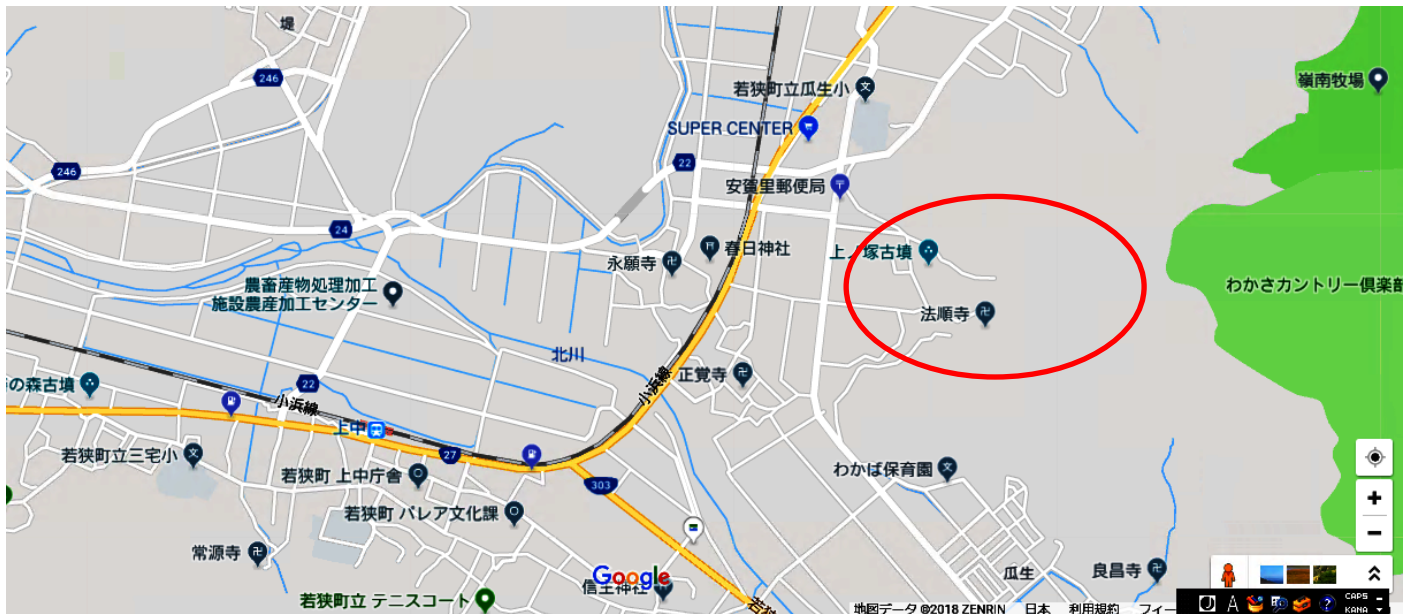 堤
246
若狭町立瓜生小
嶺南牧場
SUPER CENTER
22
246
安賀里郵便局
24
春日神社
上ノ塚古墳
永願寺
農畜産物処理加工
施設農産加工センター
わかさカントリー倶楽部
法順寺
北川
正覚寺
の森古墳
22
小浜線
小浜線
上中
27
若狭町立三宅小
若狭町 上中庁舎
わかば保育園
303
若狭町 パレア文化課
常源寺
瓜生
良昌寺
Google
信主神社
若狭町立 テニスコート
地図データ ©2018 ZENRIN 日本 利用規約 フィー
A
CAPS
KANA